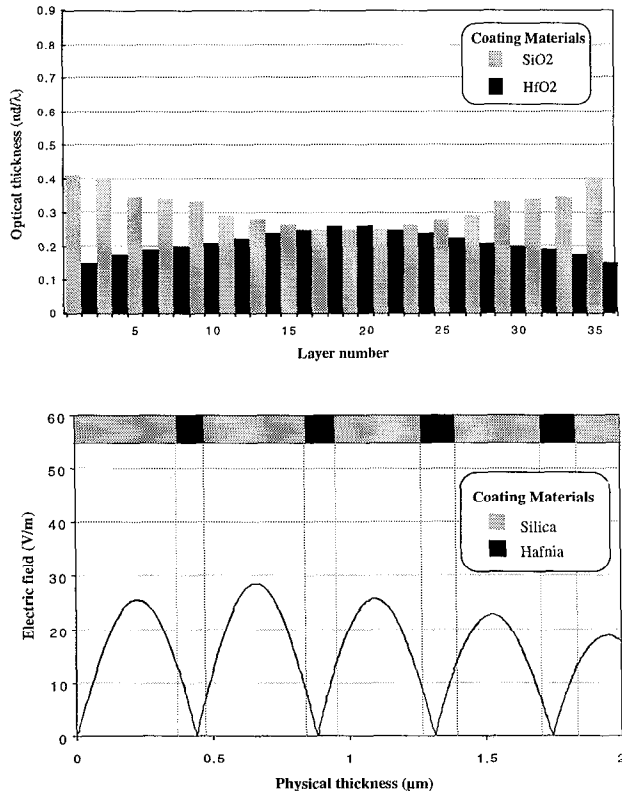 0.9
0.8
0.7
0.6
0.5
0.4
0.3
0.2
0.1
0
Optical thickness (nd/λ)
Coating Materials
SiO2
HfO2
5
10
15
20
25
30
35
Layer number
60
50
40
30
20
10
0
Electric field (V/m)
Coating Materials
Silica
Hafnia
0
0.5
1
1.5
2
Physical thickness (μm)